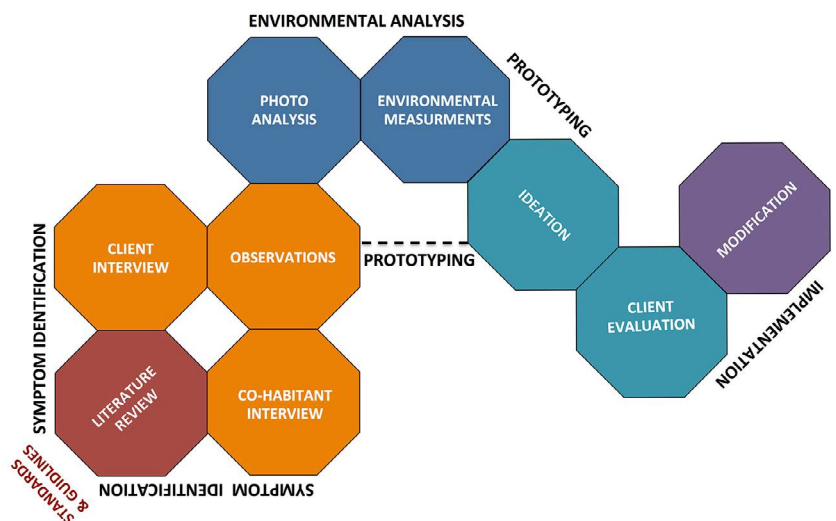 ENVIRONMENTAL ANALYSIS
PHOTO
ANALYSIS
ENVIRONMENTAL
MEASURMENTS
PROTOTYPING
IDEATION
MODIFICATION
SYMPTOM IDENTIFICATION
CLIENT
INTERVIEW
OBSERVATIONS
PROTOTYPING
CLIENT
EVALUATION
IMPLEMENTATION
LITERATURE
REVIEW
CO-HABITANT
INTERVIEW
STANDARDS
& GUIDLINES
SYMPTOM IDENTIFICATION